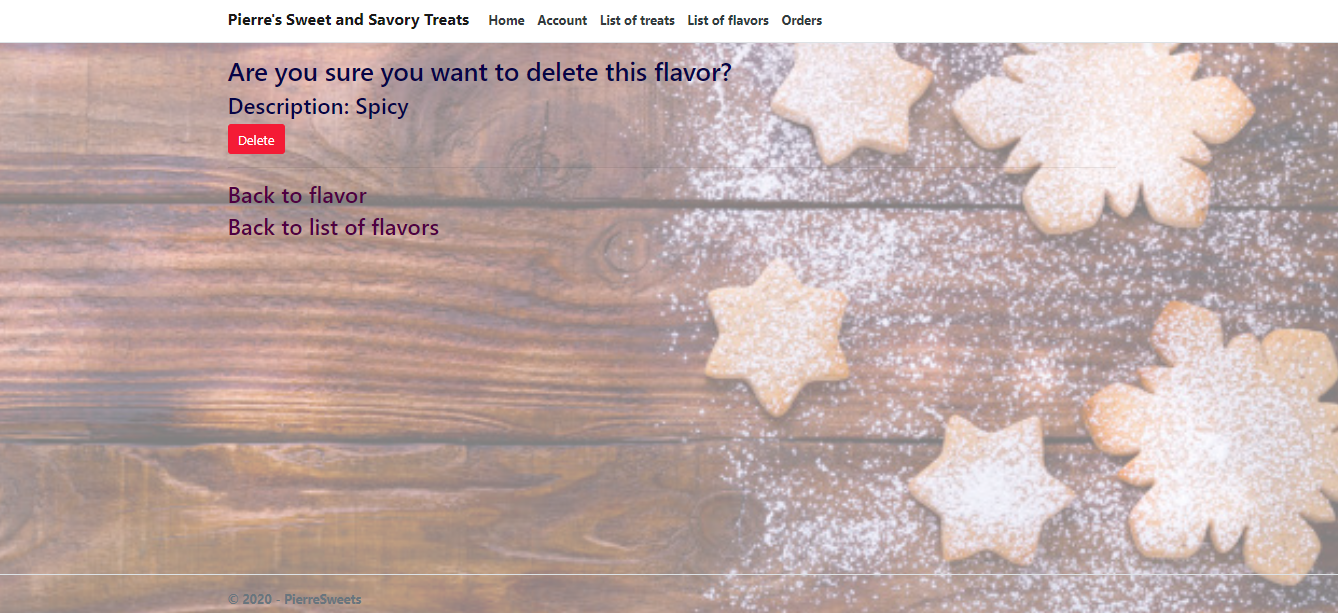 Pierre's Sweet and Savory Treats Home Account List of treats List of flavors Orders
Are you sure you want to delete this flavor?
Description: Spicy
Delete
Back to flavor
Back to list of flavors
© 2020 - PierreSweets